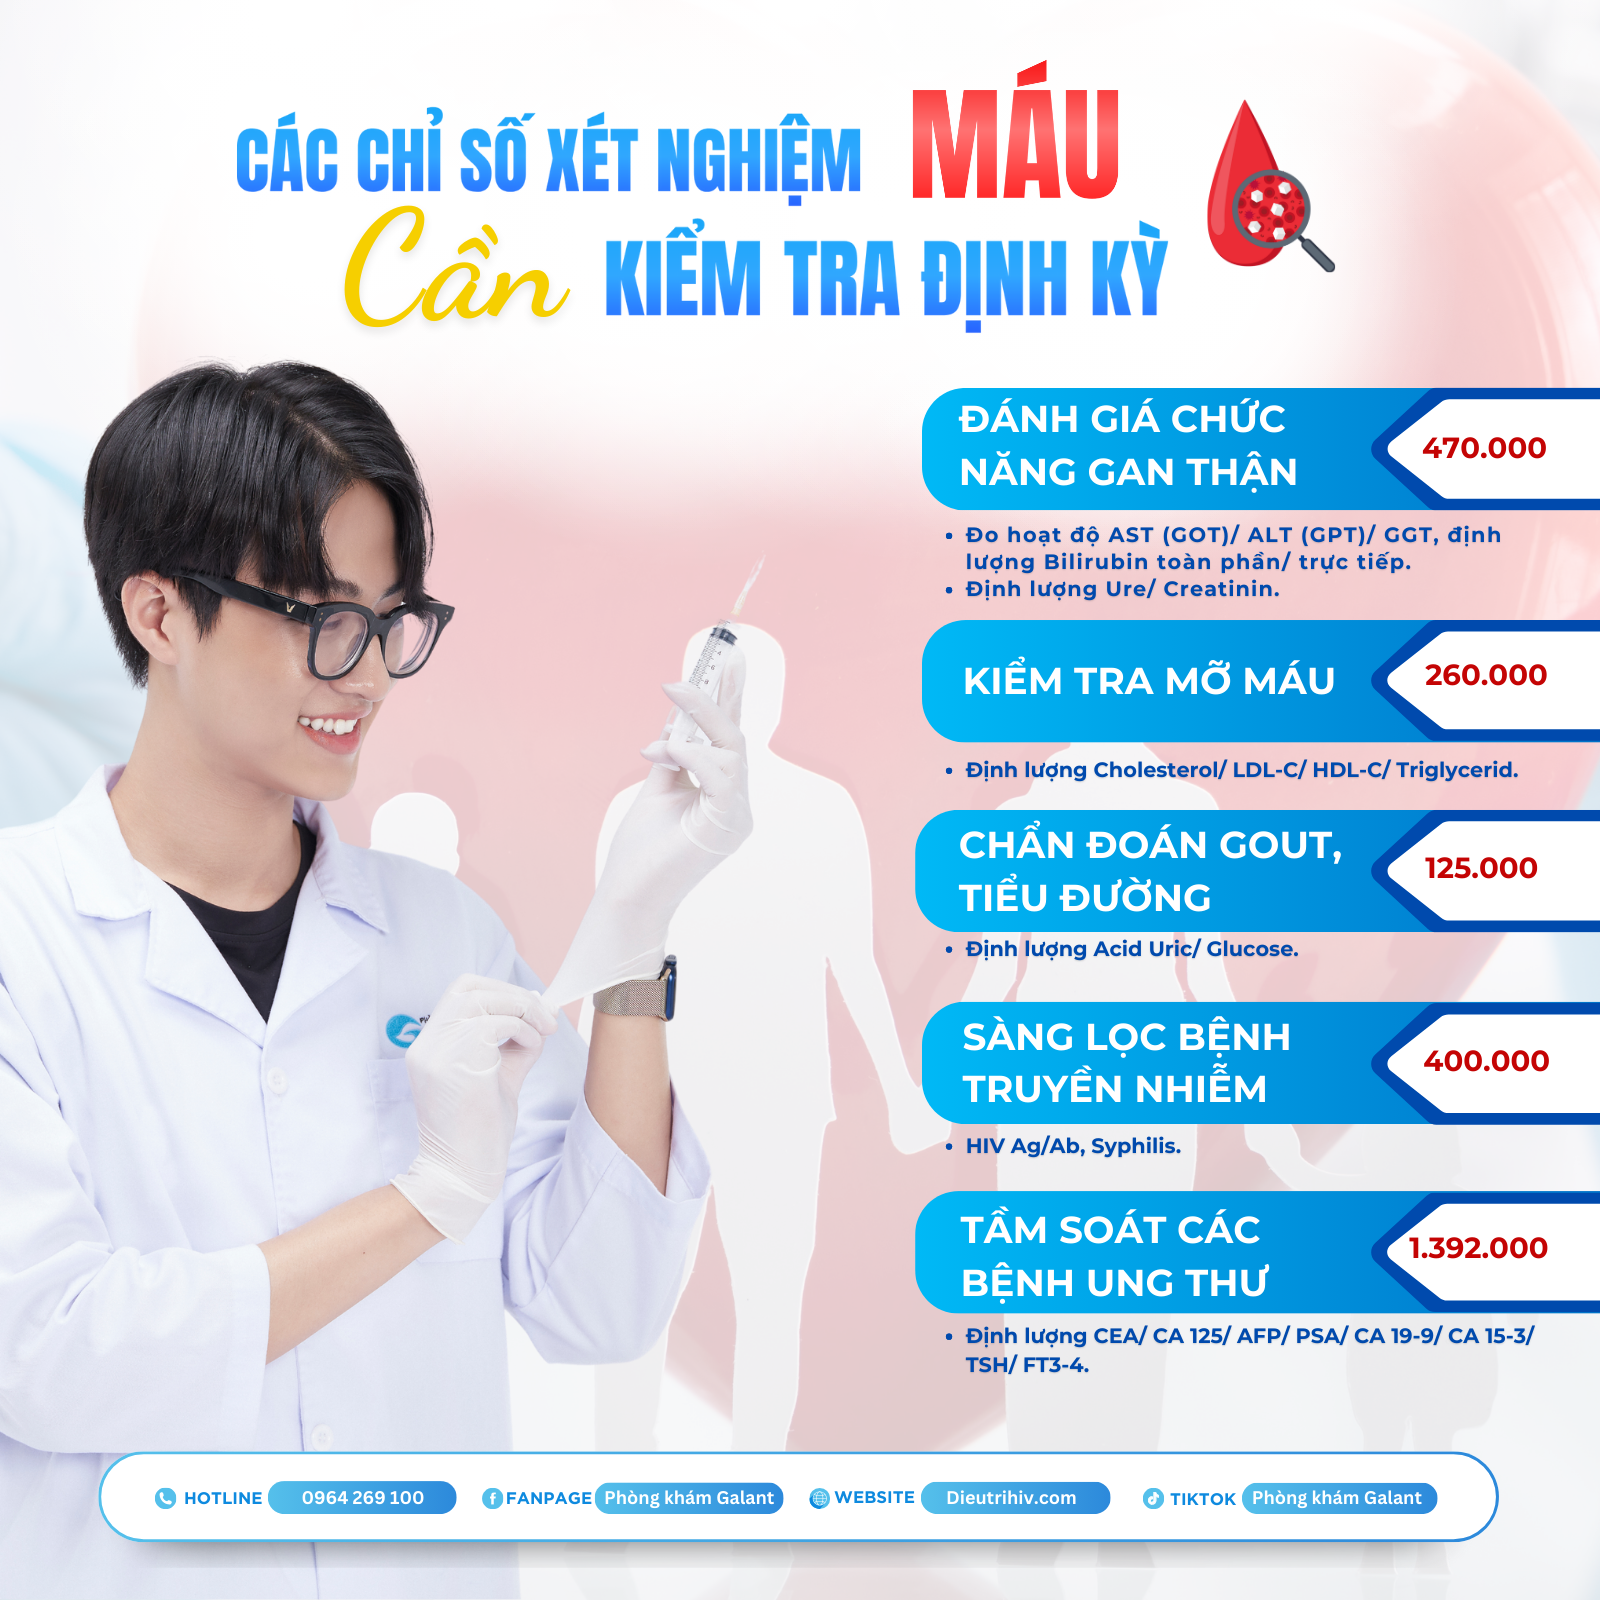 CÁC CHỈ SỐ XÉT NGHIỆM MÁU
Cần KIỂM TRA ĐỊNH KỲ
ĐÁNH GIÁ CHỨC
NĂNG GAN THẬN
470.000
• Đo hoạt độ AST (GOT)/ ALT (GPT)/ GGT, định
lượng Bilirubin toàn phần/ trực tiếp.
• Định lượng Ure/ Creatinin.
KIỂM TRA MỠ MÁU
260.000
• Định lượng Cholesterol/ LDL-C/ HDL-C/ Triglycerid.
CHẨN ĐOÁN GOUT,
TIỂU ĐƯỜNG
125.000
• Định lượng Acid Uric/ Glucose.
SÀNG LỌC BỆNH
TRUYỀN NHIỄM
400.000
• HIV Ag/Ab, Syphilis.
TẦM SOÁT CÁC
BỆNH UNG THƯ
1.392.000
• Định lượng CEA/ CA 125/ AFP/ PSA/ CA 19-9/ CA 15-3/
TSH/ FT3-4.
HOTLINE 0964 269 100 FANPAGE Phòng khám Galant WEBSITE Dieutrihiv.com TIKTOK Phòng khám Galant